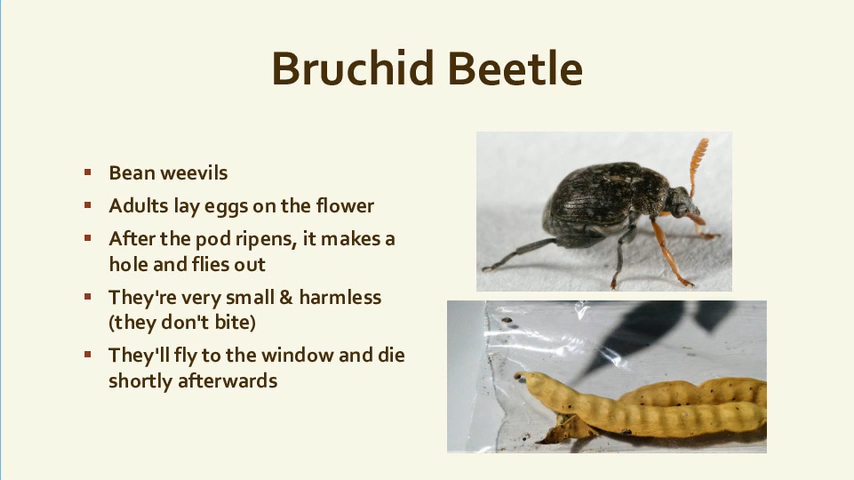 Bruchid Beetle
Bean weevils
Adults lay eggs on the flower
After the pod ripens, it makes a
hole and flies out
They're very small & harmless
(they don't bite)
They'll fly to the window and die
shortly afterwards